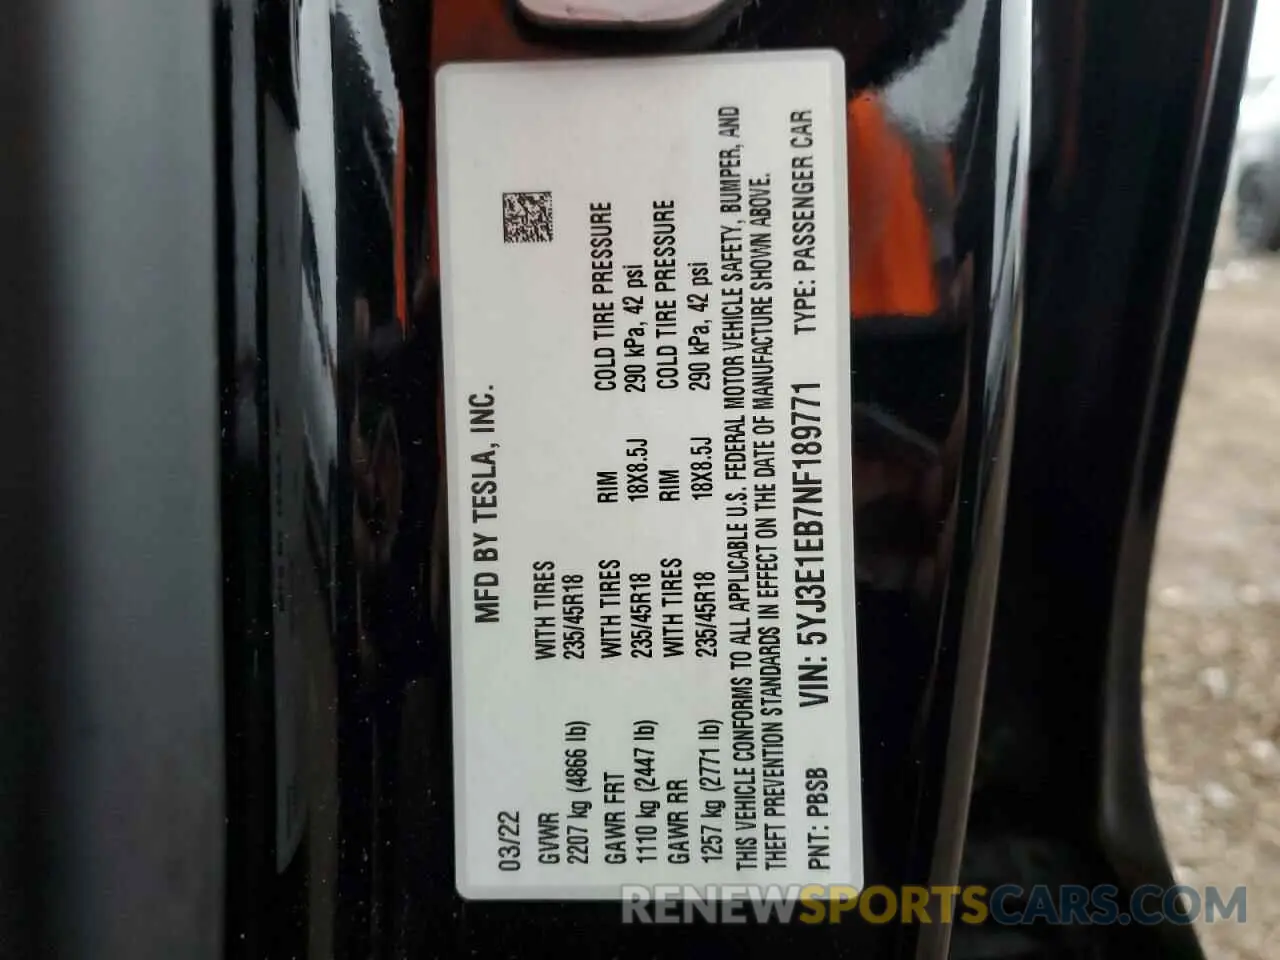 03/22 MFD BY TESLA, INC.
GVWR WITH TIRES
2207 kg (4866 lb) 235/45R18
GAWR FRT WITH TIRES RIM COLD TIRE PRESSURE
1110 kg (2447 lb) 235/45R18 18X8.5J 290 kPa, 42 psi
GAWR RR WITH TIRES RIM COLD TIRE PRESSURE
1257 kg (2771 lb) 235/45R18 18X8.5J 290 kPa, 42 psi
THIS VEHICLE CONFORMS TO ALL APPLICABLE U.S. FEDERAL MOTOR VEHICLE SAFETY, BUMPER, AND
THEFT PREVENTION STANDARDS IN EFFECT ON THE DATE OF MANUFACTURE SHOWN ABOVE.
PNT: PBSB VIN: 5YJ3E1EB7NF189771 TYPE: PASSENGER CAR
RENEWSPORTSCARS.COM